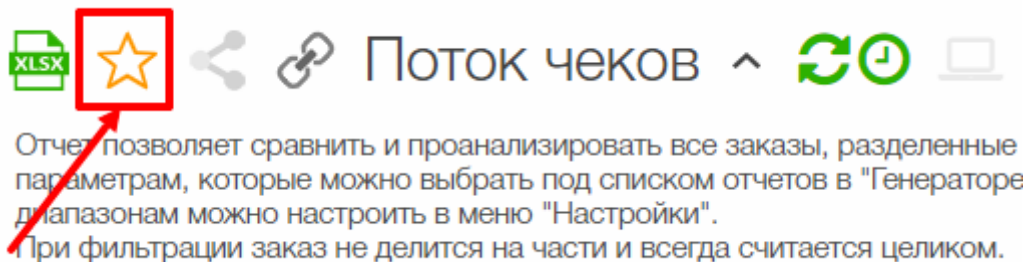 XLSX Поток чеков
Отчет позволяет сравнить и проанализировать все заказы, разделенные
параметрам, которые можно выбрать под списком отчетов в "Генераторе
диапазонам можно настроить в меню "Настройки".
При фильтрации заказ не делится на части и всегда считается целиком.